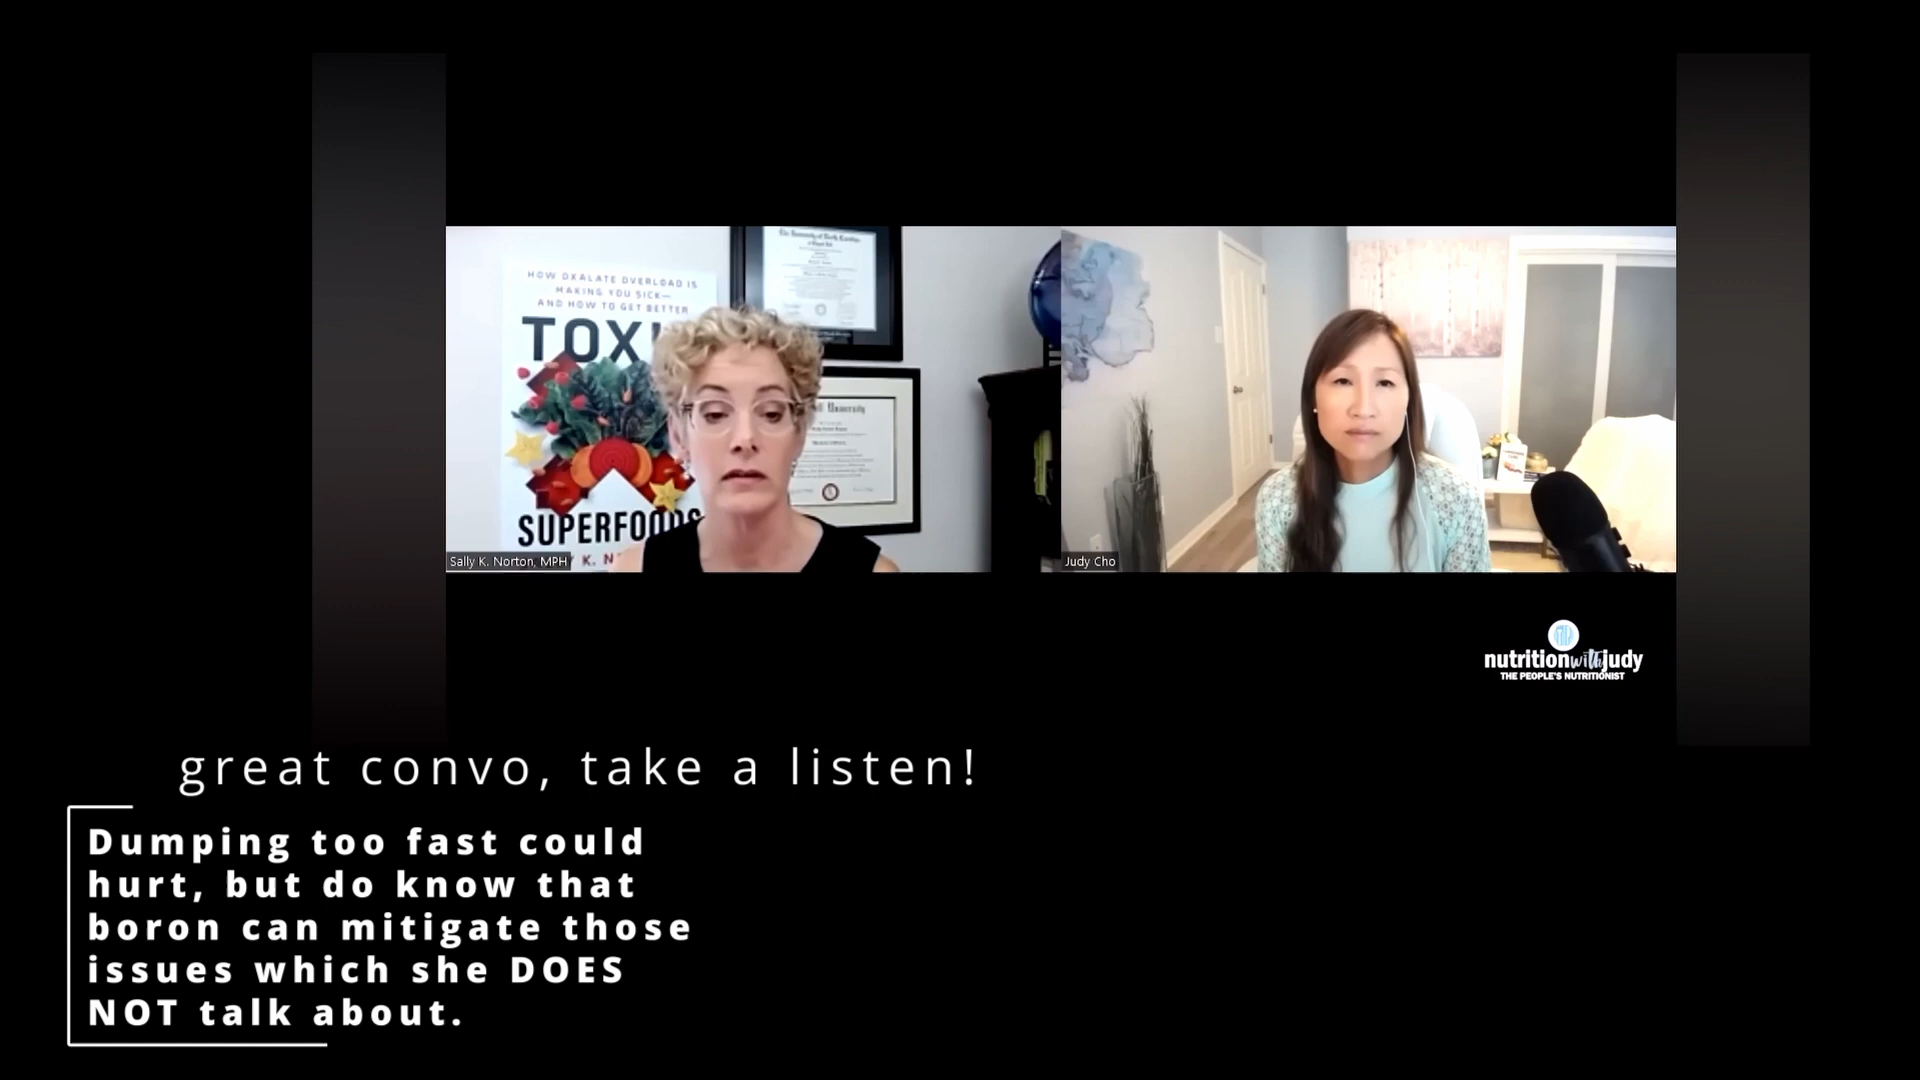 HOW OXALATE OVERLOAD IS
MAKING YOU SICK—
AND HOW TO GET BETTER
SUPERFOODS
Sally K. Norton, MPH
Judy Cho
nutritionwithjudy
THE PEOPLE'S NUTRITIONIST
great convo, take a listen!
Dumping too fast could
hurt, but do know that
boron can mitigate those
issues which she DOES
NOT talk about.